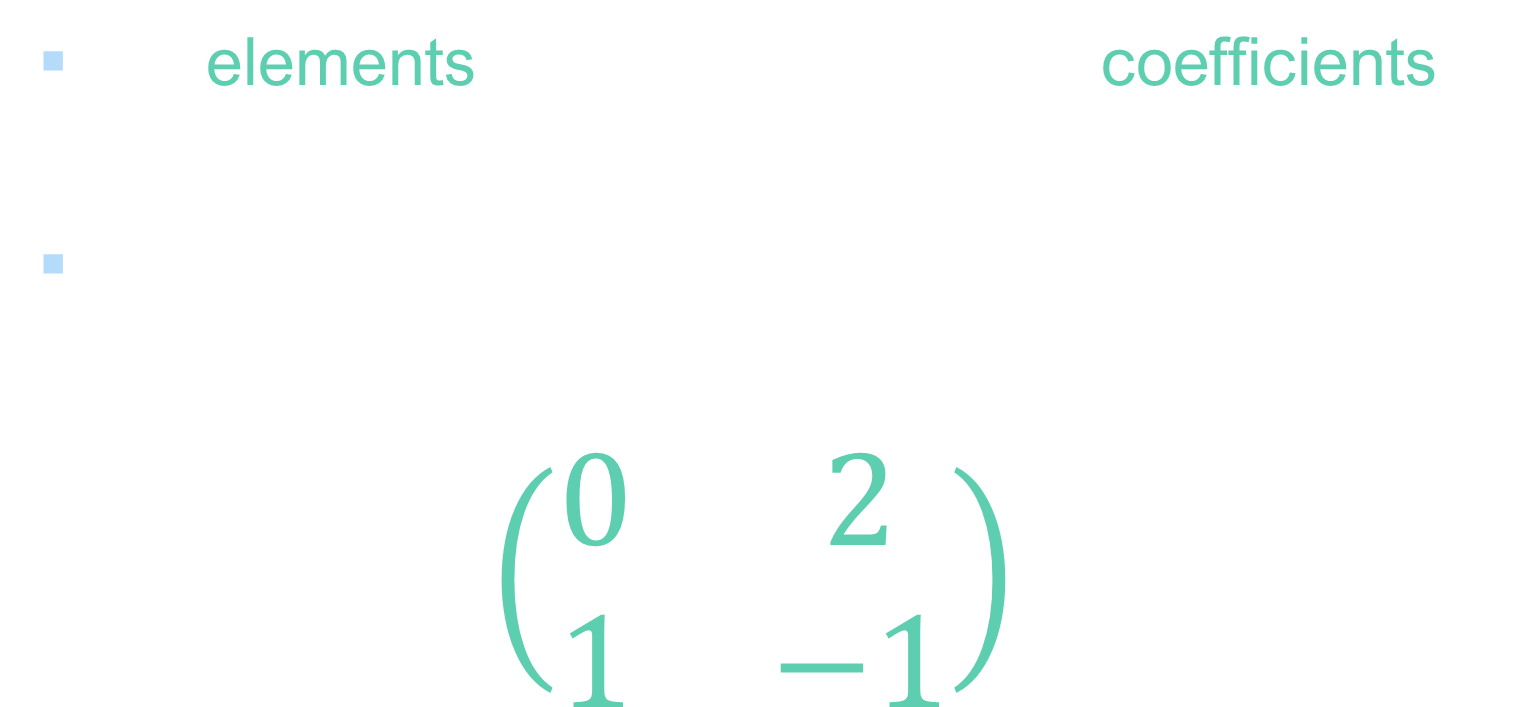 ▪ elements coefficients
▪
( 0 2 )
( 1 −1 )